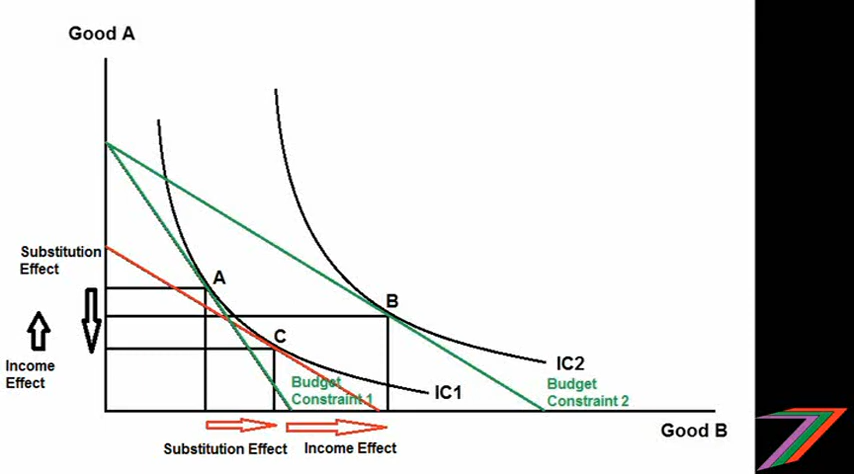 Good A
Substitution
Effect
A
B
C
Income
Effect
IC2
IC1
Budget
Constraint 1
Budget
Constraint 2
Good B
Substitution Effect
Income Effect